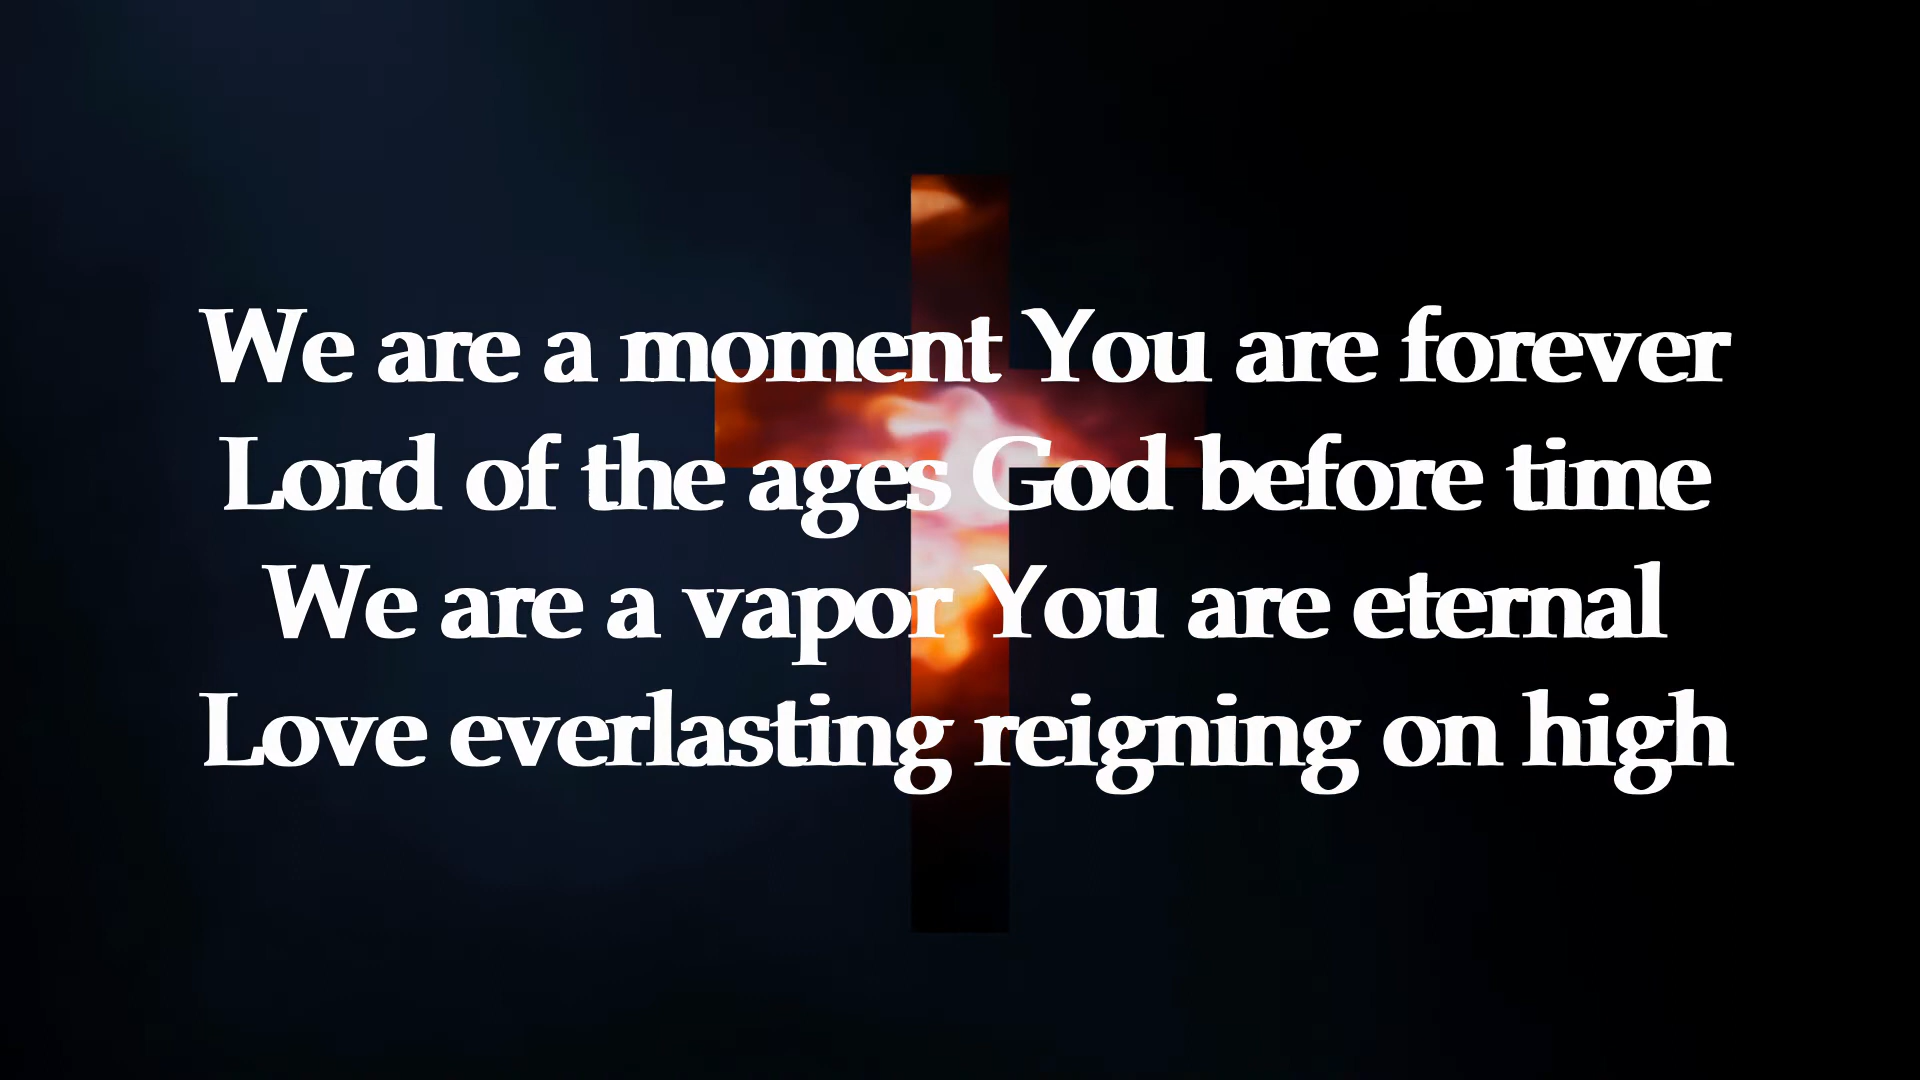 We are a moment You are forever
Lord of the ages God before time
We are a vapor You are eternal
Love everlasting reigning on high